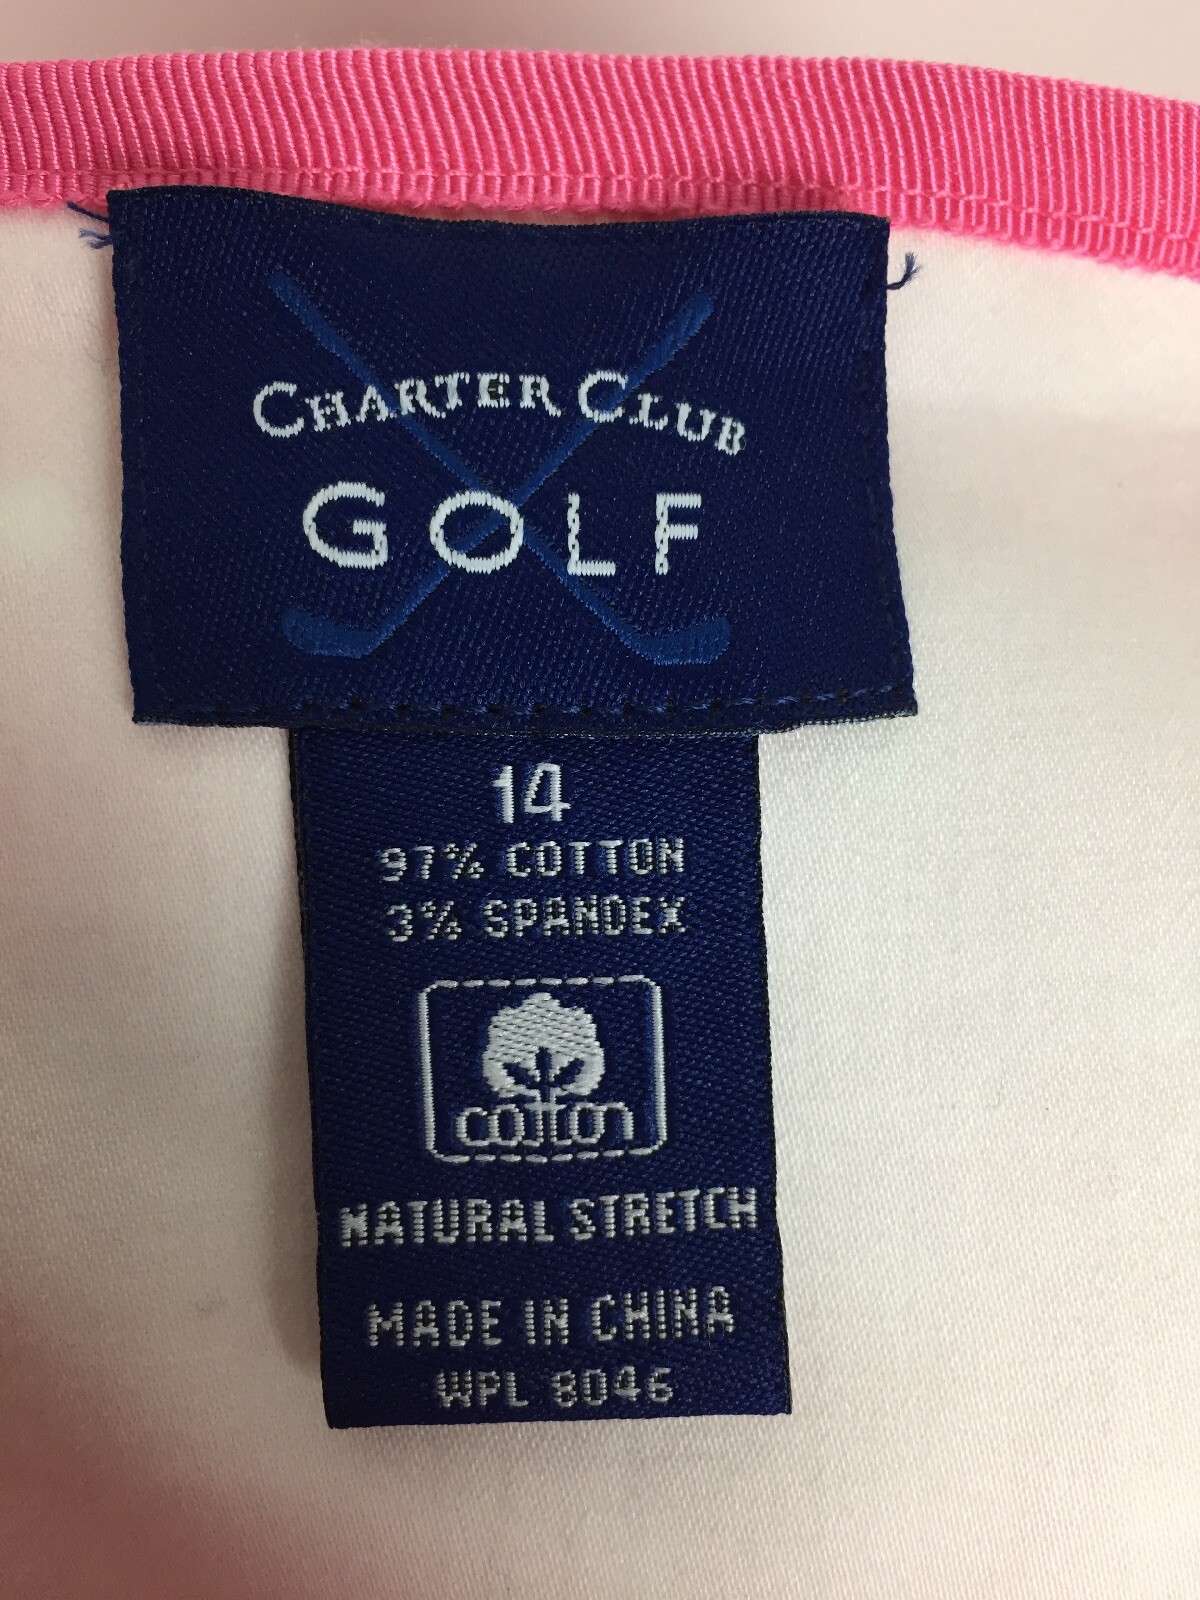 CHARTER CLUB
GOLF
14
97% COTTON
3% SPANDEX
cotton
NATURAL STRETCH
MADE IN CHINA
WPL 8046